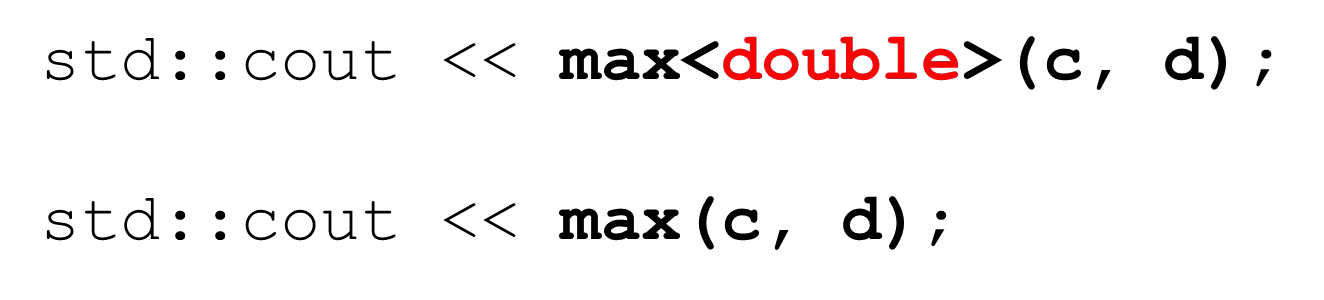 std::cout << max<double>(c, d);
std::cout << max(c, d);